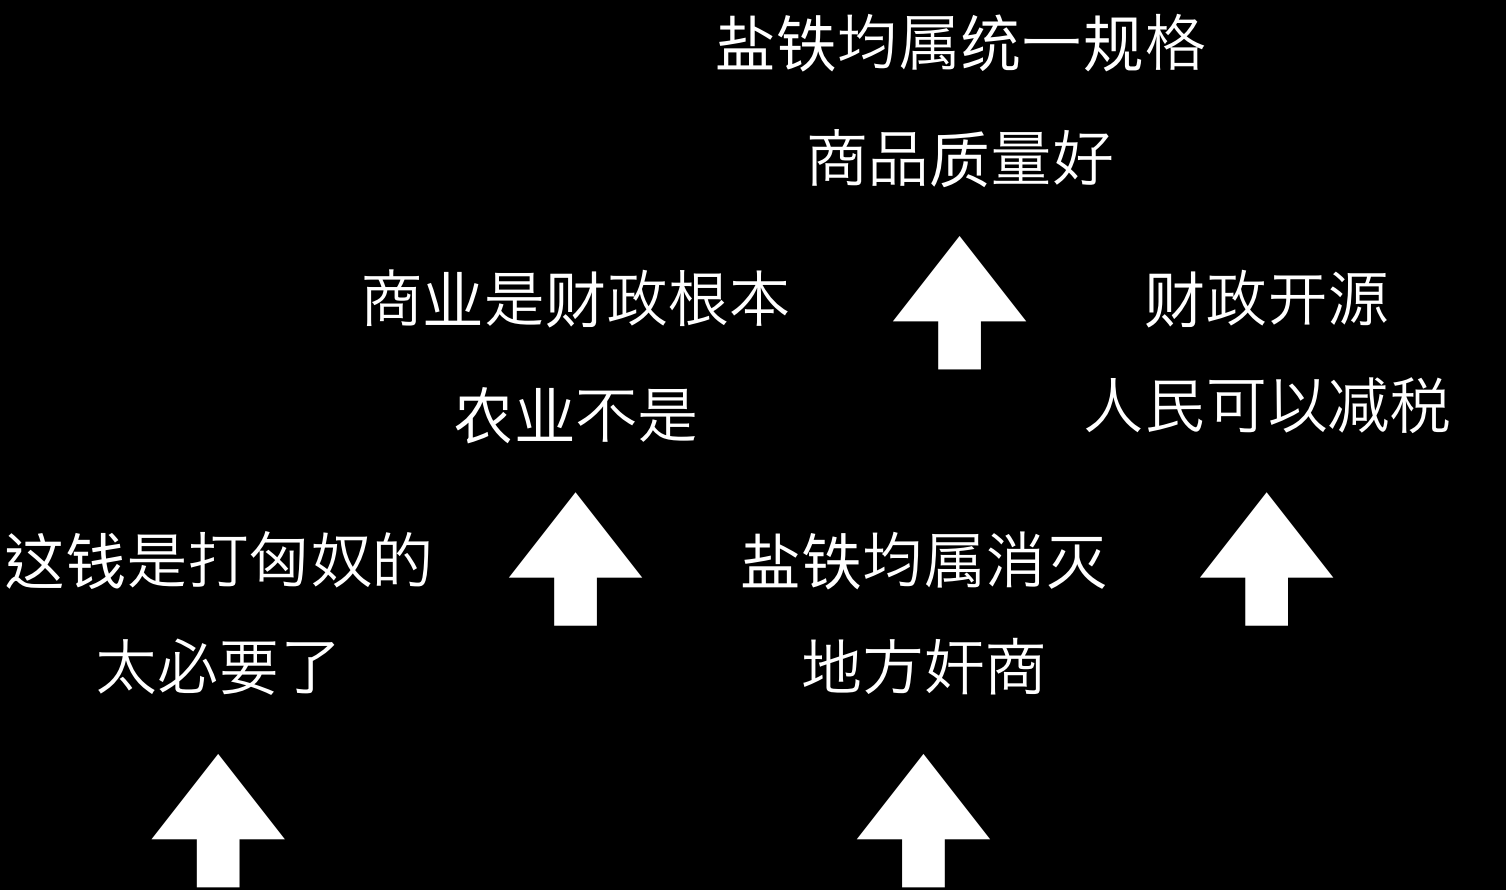 盐铁均属统一规格
商品质量好
商业是财政根本
农业不是
财政开源
人民可以减税
这钱是打匈奴的
太必要了
盐铁均属消灭
地方奸商